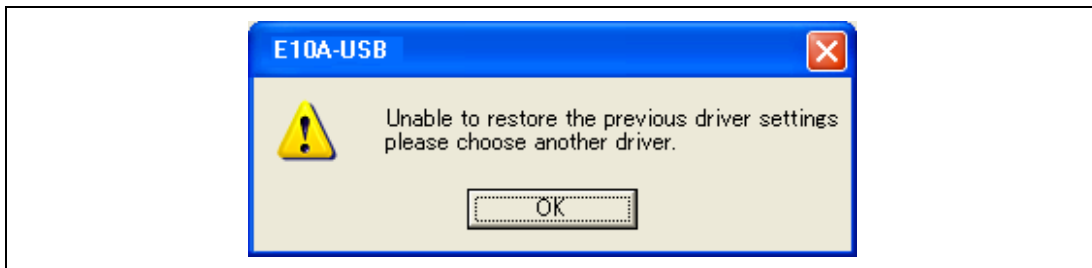 E10A-USB
Unable to restore the previous driver settings
please choose another driver.
OK